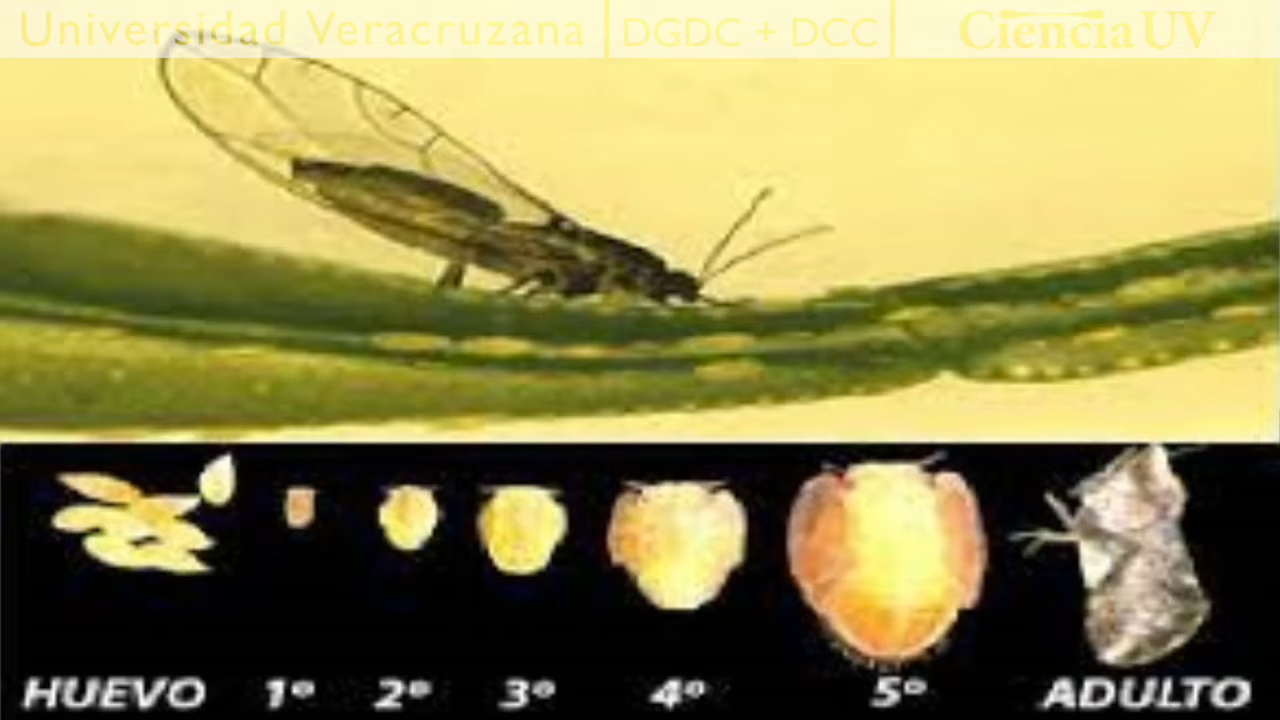 Universidad Veracruzana | DGDC + DCC | Ciencia UV
HUEVO 1º 2º 3º 4º 5º ADULTO